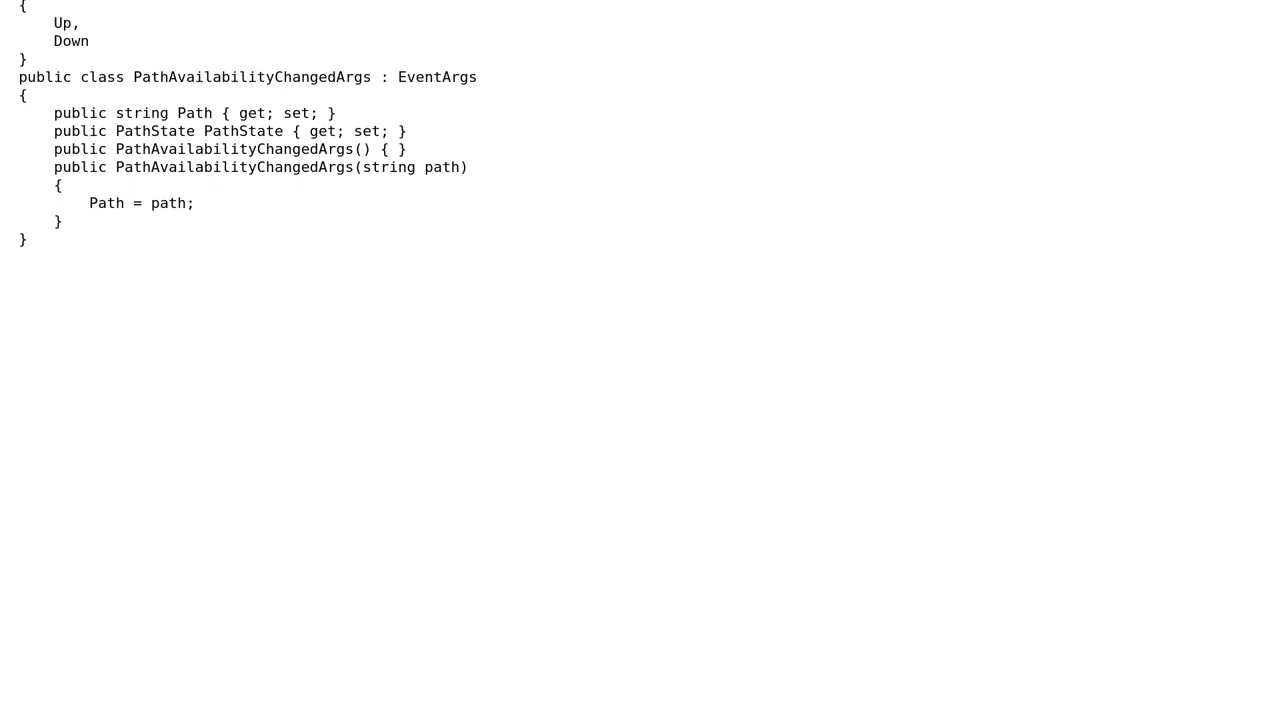 {
    Up,
    Down
}
public class PathAvailabilityChangedArgs : EventArgs
{
    public string Path { get; set; }
    public PathState PathState { get; set; }
    public PathAvailabilityChangedArgs() { }
    public PathAvailabilityChangedArgs(string path)
    {
        Path = path;
    }
}